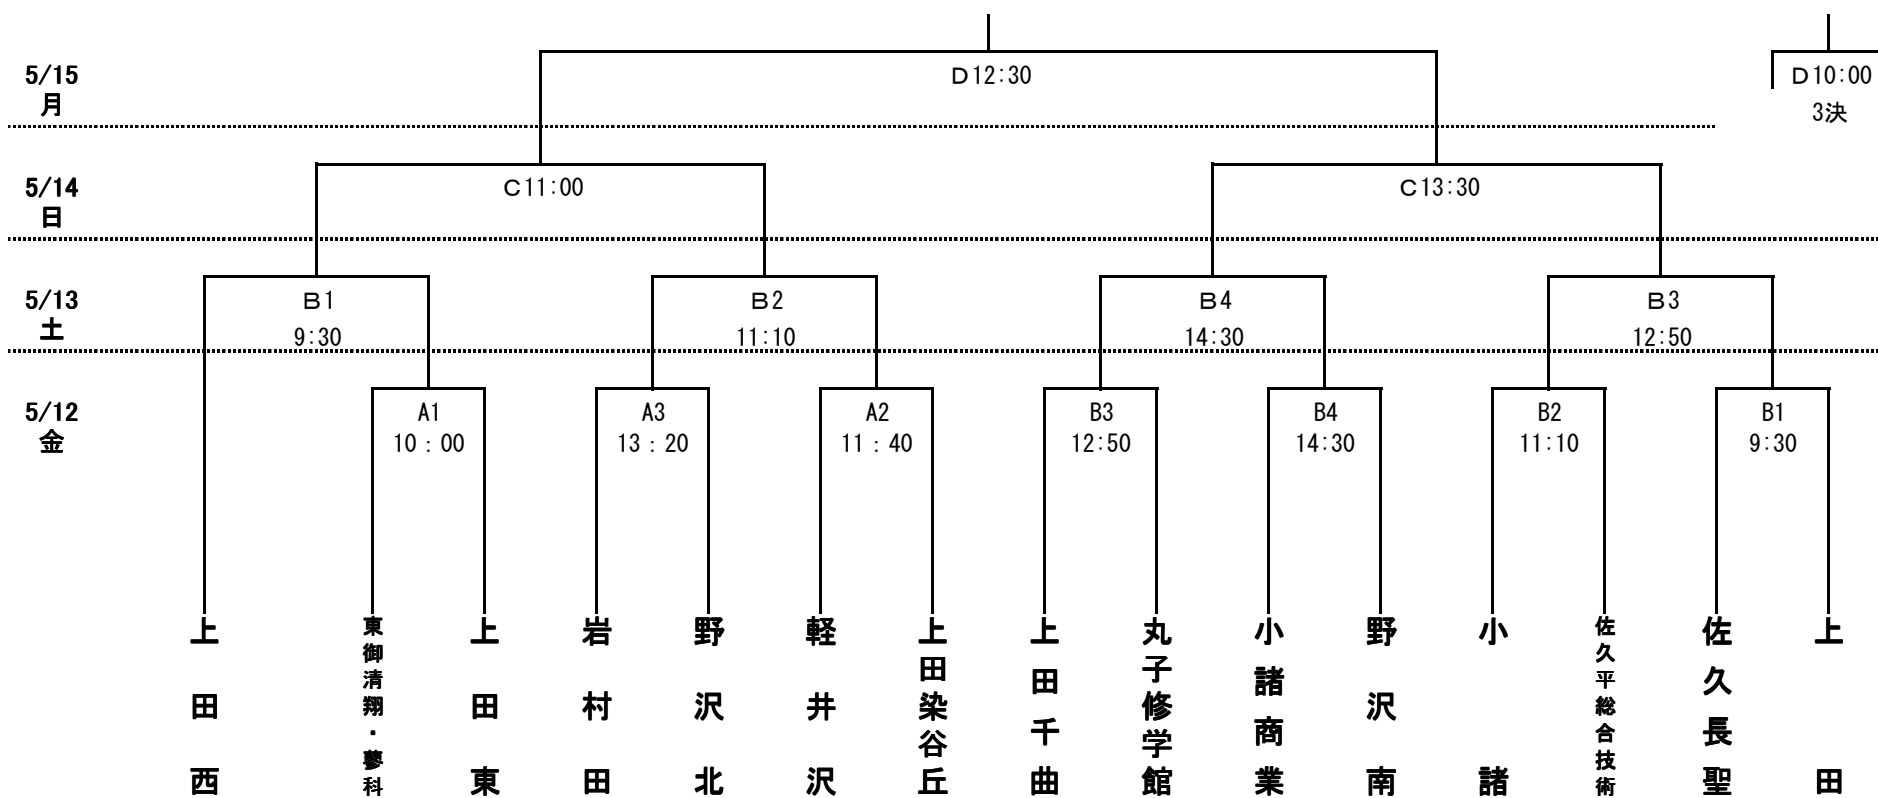 5/15
月
D12:30
D10:00
3決
5/14
日
C11:00
C13:30
5/13
土
B1
9:30
B2
11:10
B4
14:30
B3
12:50
5/12
金
A1
10：00
A3
13：20
A2
11：40
B3
12:50
B4
14:30
B2
11:10
B1
9:30
上田西
東御清翔・蓼科
上田東
岩村田
野沢北
軽井沢
上田染谷丘
上田千曲
丸子修学館
小諸商業
野沢南
小諸
佐久平総合技術
佐久長聖
上田